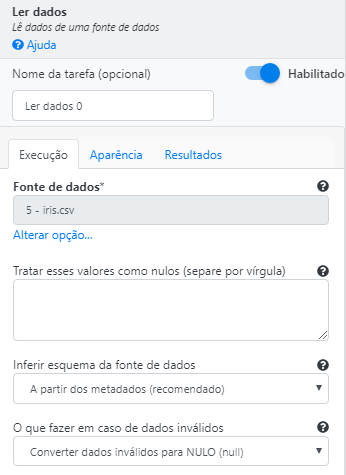 Ler dados
Lê dados de uma fonte de dados
Ajuda
Nome da tarefa (opcional)
Habilitado
Ler dados 0
Execução Aparência Resultados
Fonte de dados*
5 - iris.csv
Alterar opção...
Tratar esses valores como nulos (separe por vírgula)
Inferir esquema da fonte de dados
A partir dos metadados (recomendado)
O que fazer em caso de dados inválidos
Converter dados inválidos para NULO (null)